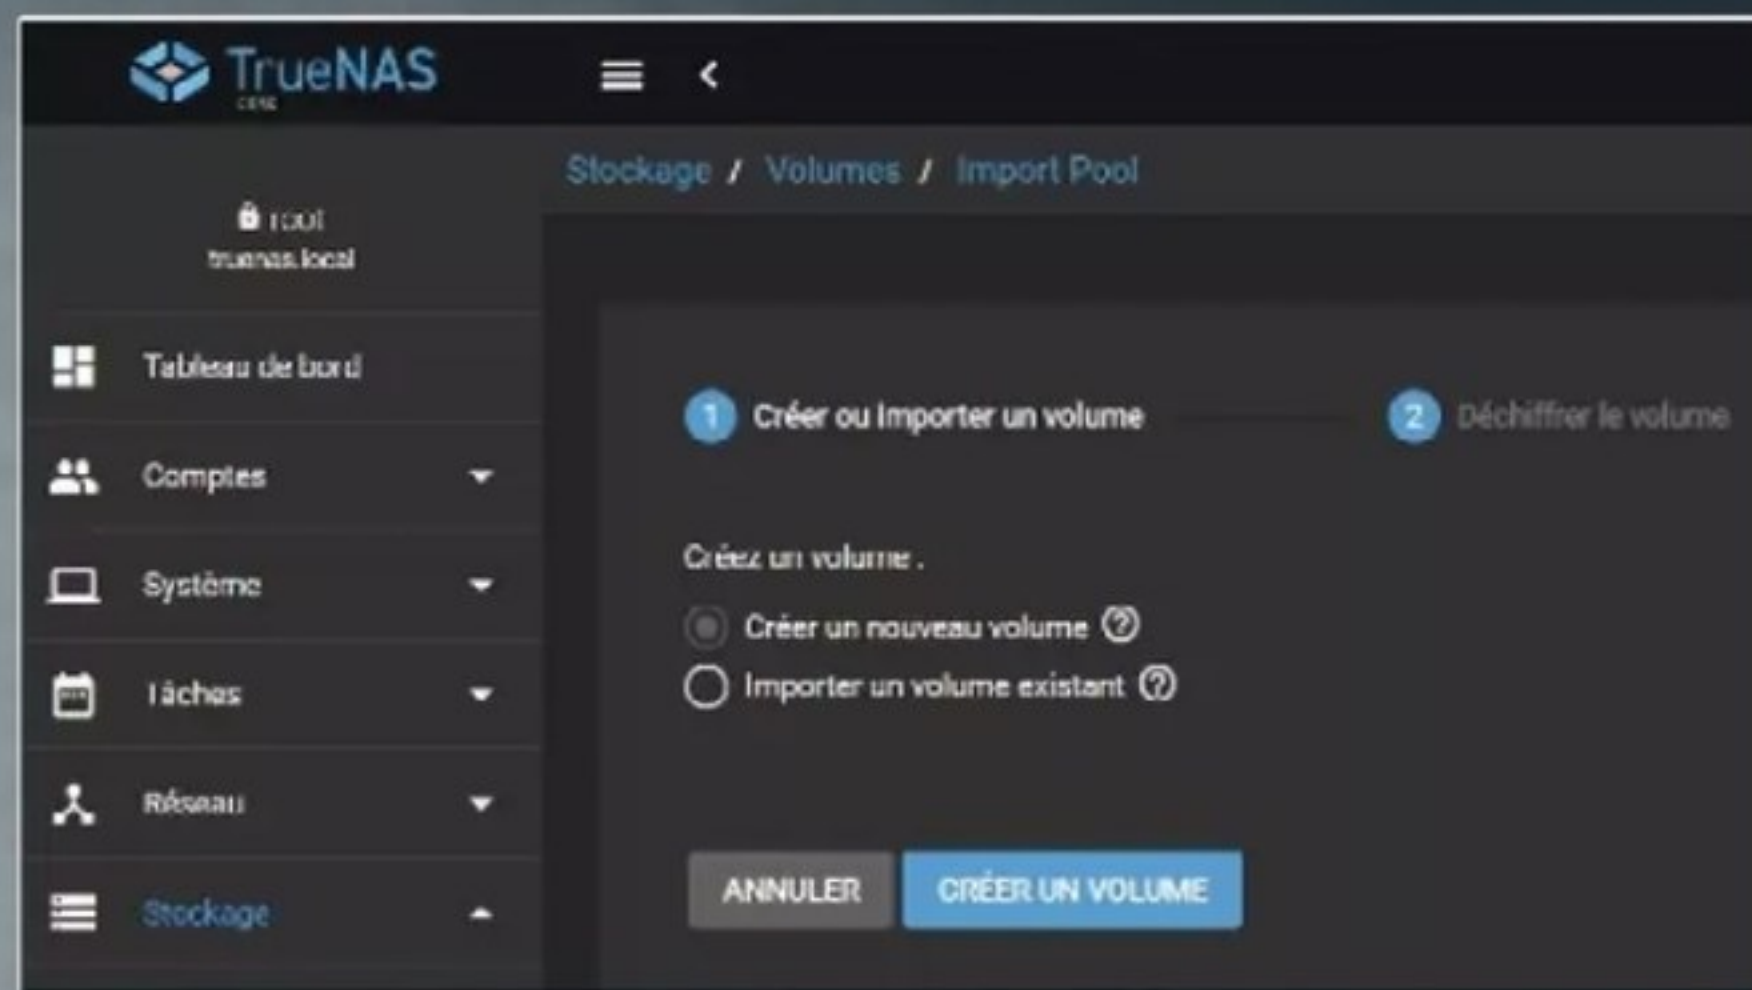 TrueNAS
CORE
Stockage / Volumes / Import Pool
root
truenas.local
Tableau de bord
Comptes
Système
Tâches
Réseau
Stockage
1 Créer ou Importer un volume
2 Déchiffrer le volume
Créez un volume .
Créer un nouveau volume ?
Importer un volume existant ?
ANNULER
CRÉER UN VOLUME